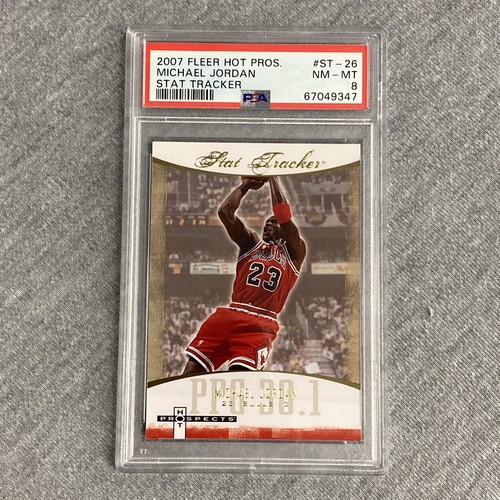 2007 FLEER HOT PROS. #ST-26
MICHAEL JORDAN NM-MT
STAT TRACKER 8
PSA 67049347
Stat Tracker
BULLS
23
PPG 30.1
MICHAEL JORDAN
HOT
PROSPECTS